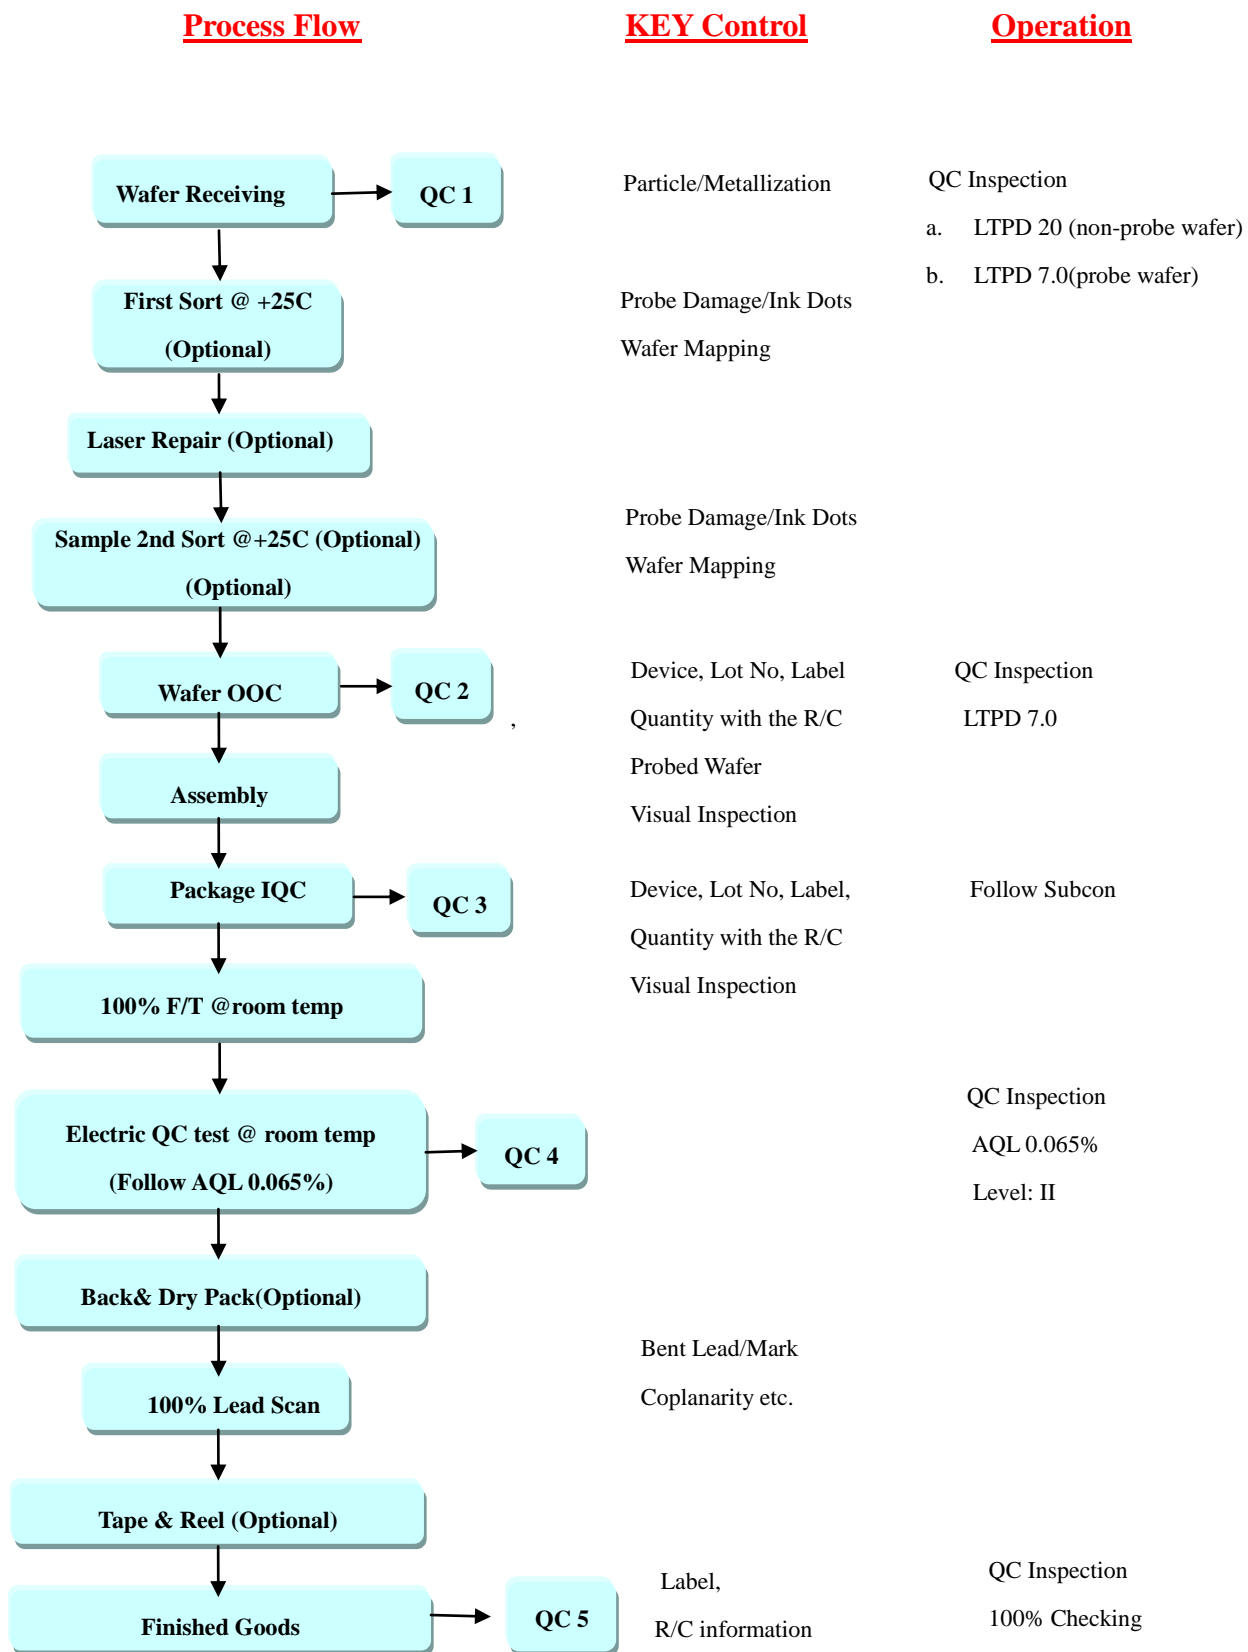 Process Flow KEY Control Operation
Wafer Receiving QC 1 Particle/Metallization QC Inspection
a. LTPD 20 (non-probe wafer)
b. LTPD 7.0(probe wafer)
First Sort @ +25C Probe Damage/Ink Dots
(Optional) Wafer Mapping
Laser Repair (Optional)
Sample 2nd Sort @+25C (Optional) Probe Damage/Ink Dots
(Optional) Wafer Mapping
Wafer OOC QC 2 , Device, Lot No, Label QC Inspection
Quantity with the R/C LTPD 7.0
Probed Wafer
Assembly Visual Inspection
Package IQC QC 3 Device, Lot No, Label, Follow Subcon
Quantity with the R/C
Visual Inspection
100% F/T @room temp
Electric QC test @ room temp QC 4 QC Inspection
(Follow AQL 0.065%) AQL 0.065%
Level: II
Back& Dry Pack(Optional)
Bent Lead/Mark
100% Lead Scan Coplanarity etc.
Tape & Reel (Optional)
Finished Goods QC 5 Label, QC Inspection
R/C information 100% Checking